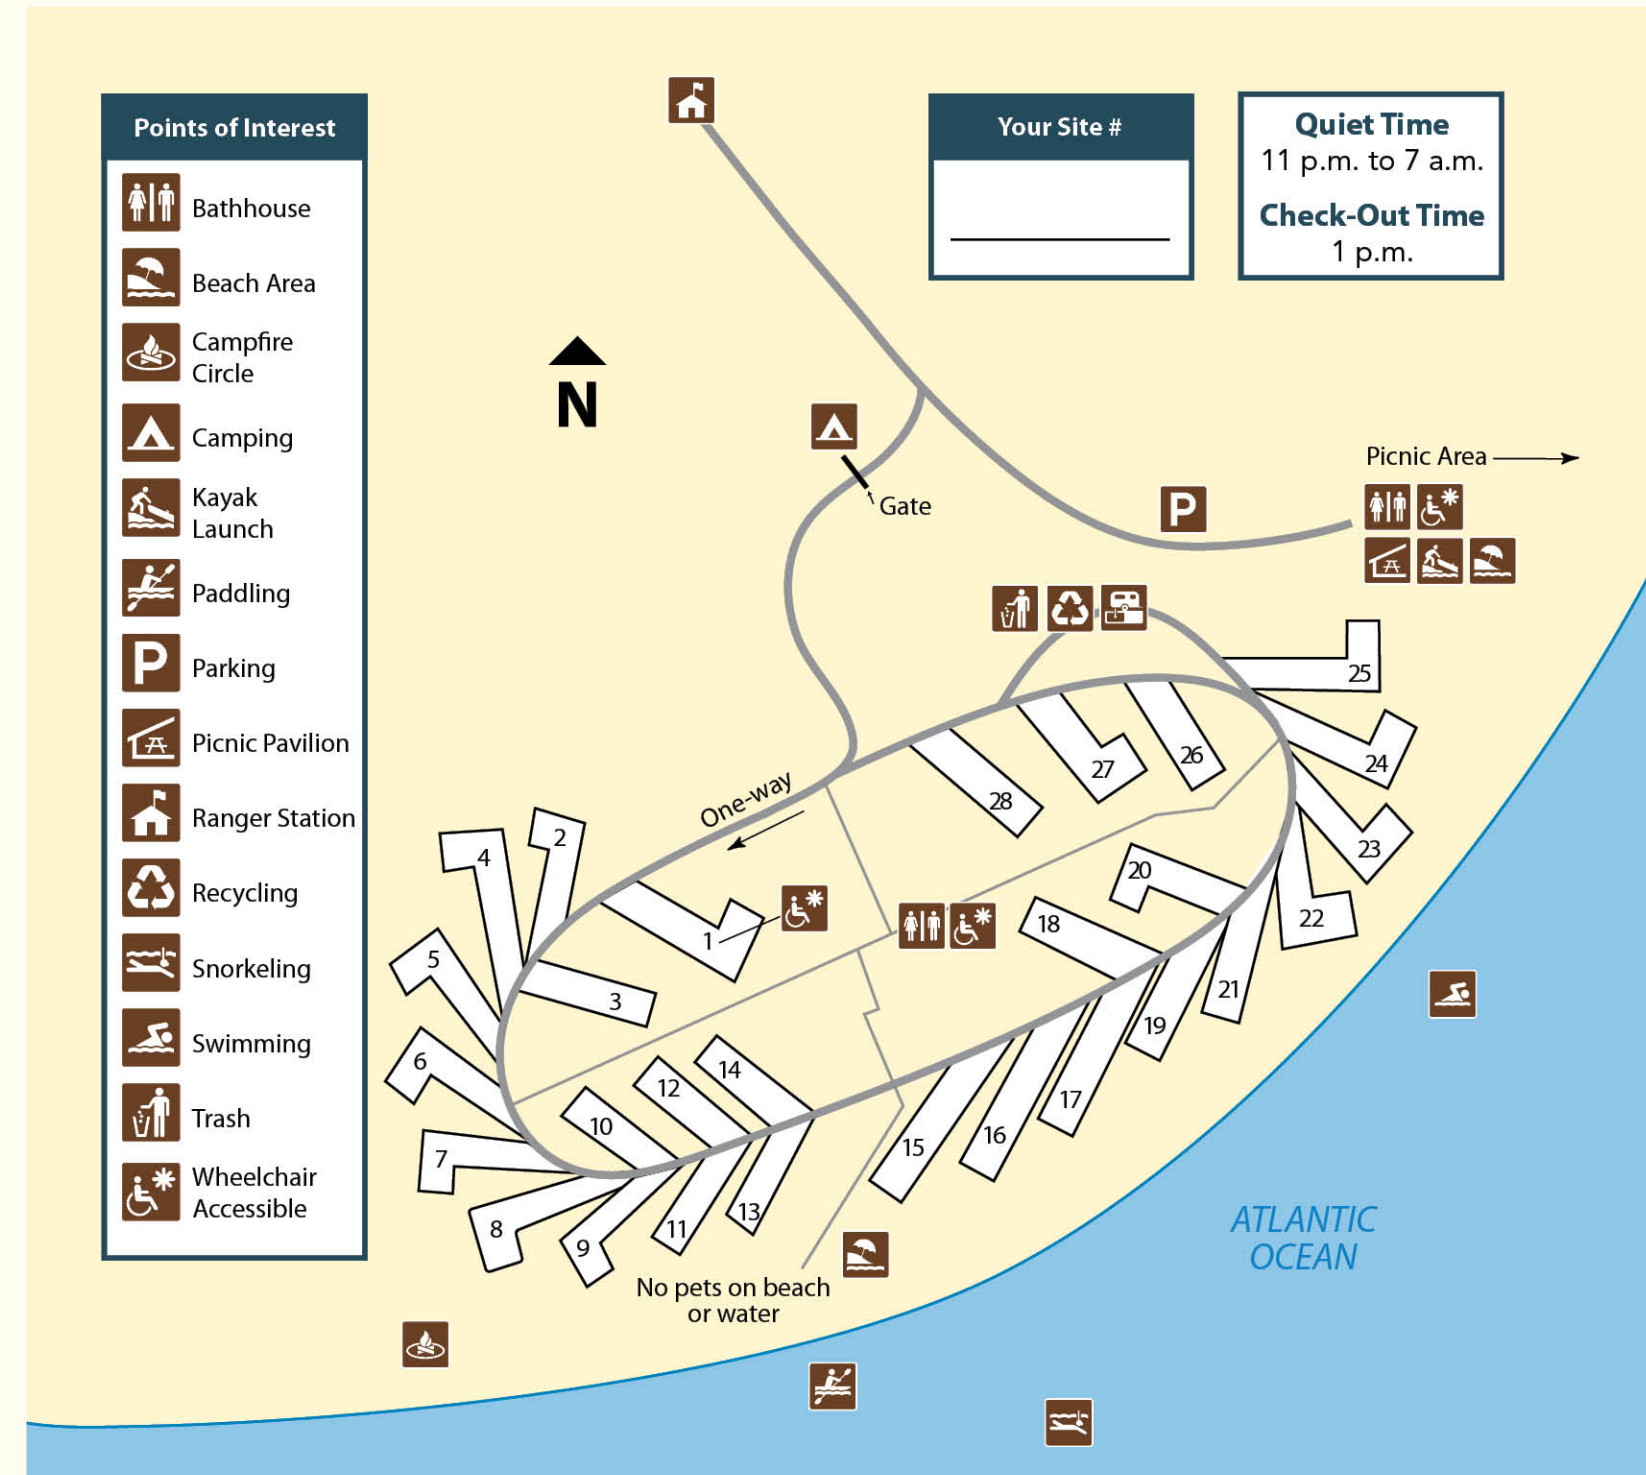 Points of Interest
Bathhouse
Beach Area
Campfire
Circle
Camping
Kayak
Launch
Paddling
P
Parking
Picnic Pavilion
Ranger Station
Recycling
Snorkeling
Swimming
Trash
Wheelchair
Accessible
Your Site #
Quiet Time
11 p.m. to 7 a.m.
Check-Out Time
1 p.m.
N
Gate
P
Picnic Area
One-way
25
24
23
22
21
20
19
18
17
16
15
26
27
28
2
4
1
3
5
6
7
8
9
10
11
12
13
14
No pets on beach
or water
ATLANTIC
OCEAN